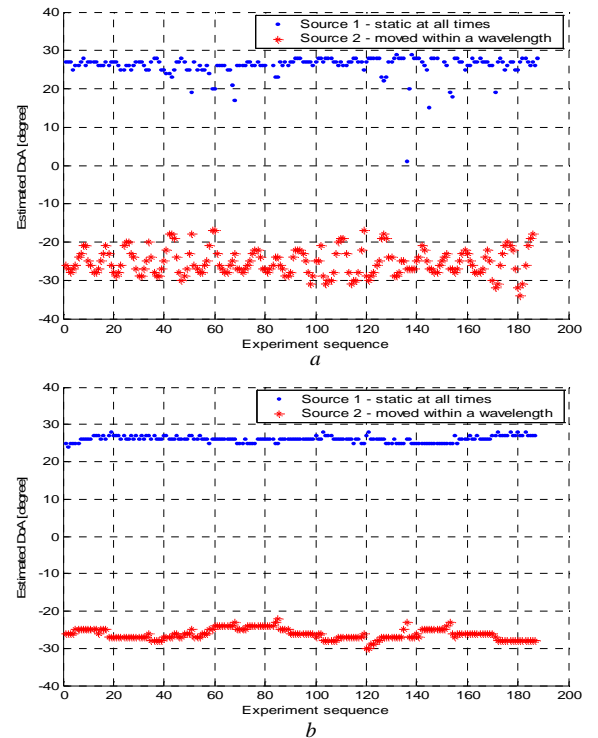 40
Source 1 - static at all times
30
Source 2 - moved within a wavelength
20
10
0
-10
-20
-30
-40
Estimated DoA [degree]
0 20 40 60 80 100 120 140 160 180 200
Experiment sequence
a
40
Source 1 - static at all times
30
Source 2 - moved within a wavelength
20
10
0
-10
-20
-30
-40
Estimated DoA [degree]
0 20 40 60 80 100 120 140 160 180 200
Experiment sequence
b